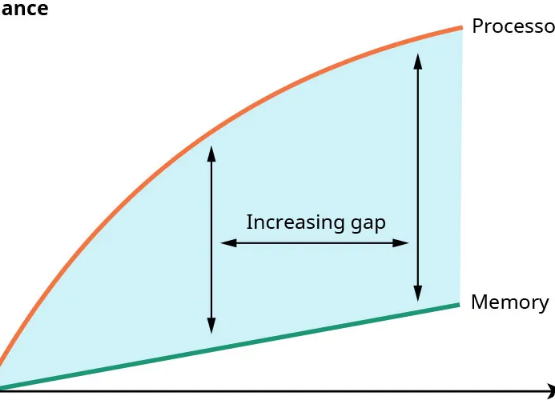 ance
Processo
Increasing gap
Memory